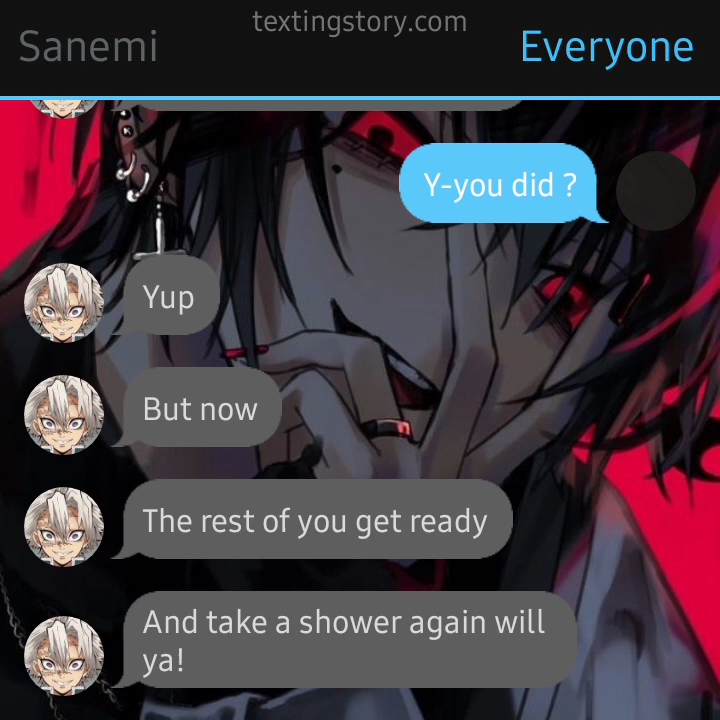 textingstory.com
Sanemi
Everyone
Y-you did ?
Yup
But now
The rest of you get ready
And take a shower again will
ya!